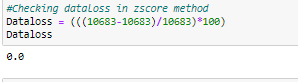 #Checking dataloss in zscore method
Dataloss = (((10683-10683)/10683)*100)
Dataloss
0.0